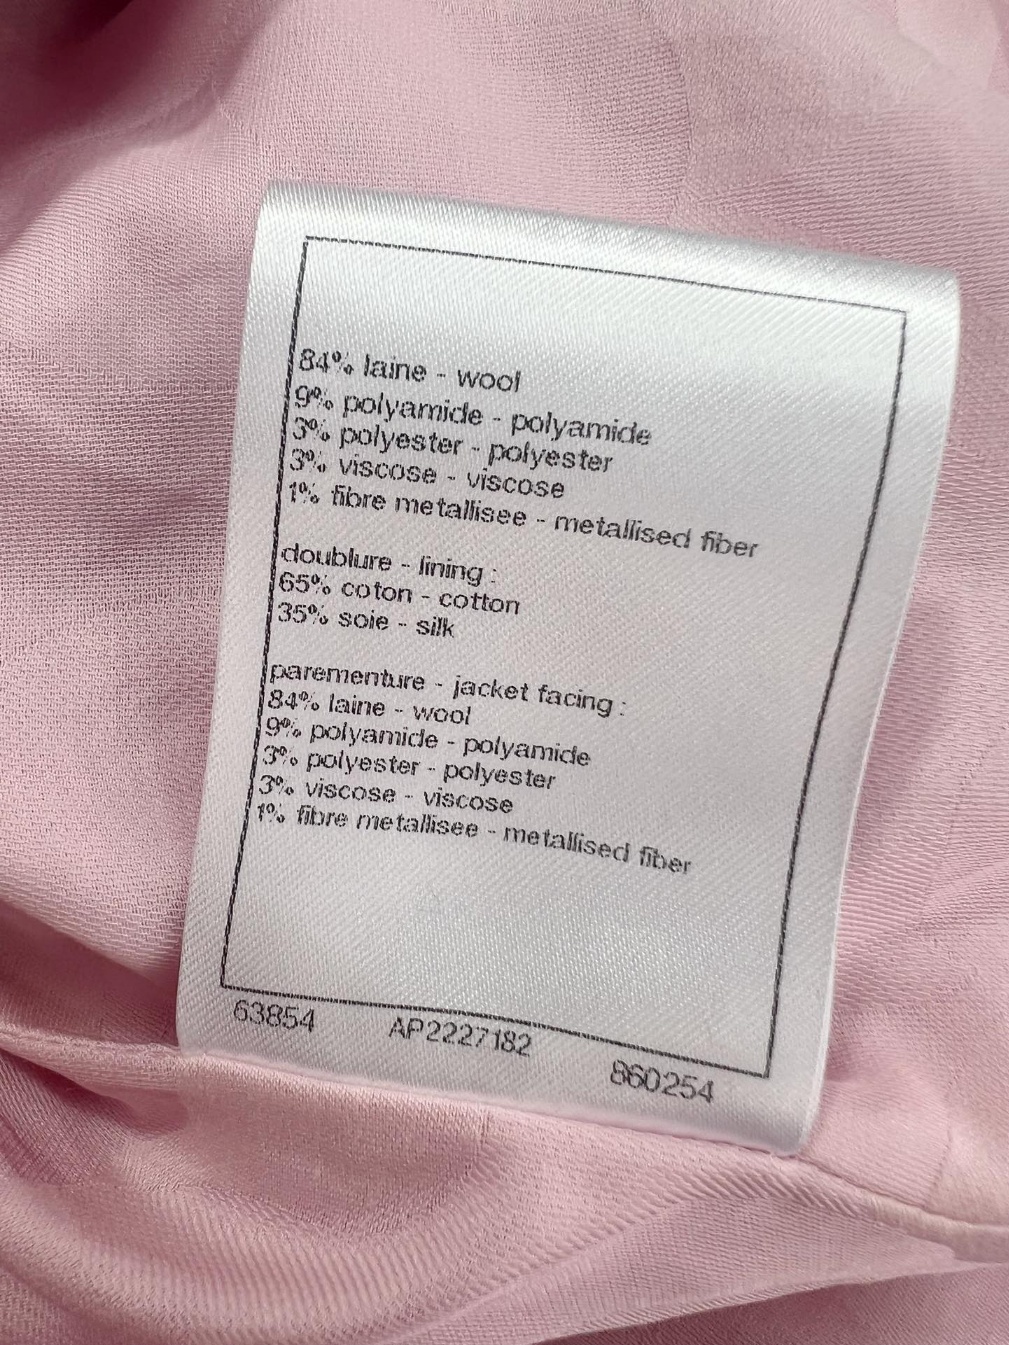 84% laine - wool
9% polyamide - polyamide
3% polyester - polyester
3% viscose - viscose
1% fibre metallisee - metallised fiber
doublure - lining :
65% coton - cotton
35% soie - silk
parementure - jacket facing :
84% laine - wool
9% polyamide - polyamide
3% polyester - polyester
3% viscose - viscose
1% fibre metallisee - metallised fiber
63854 AP2227182 860254